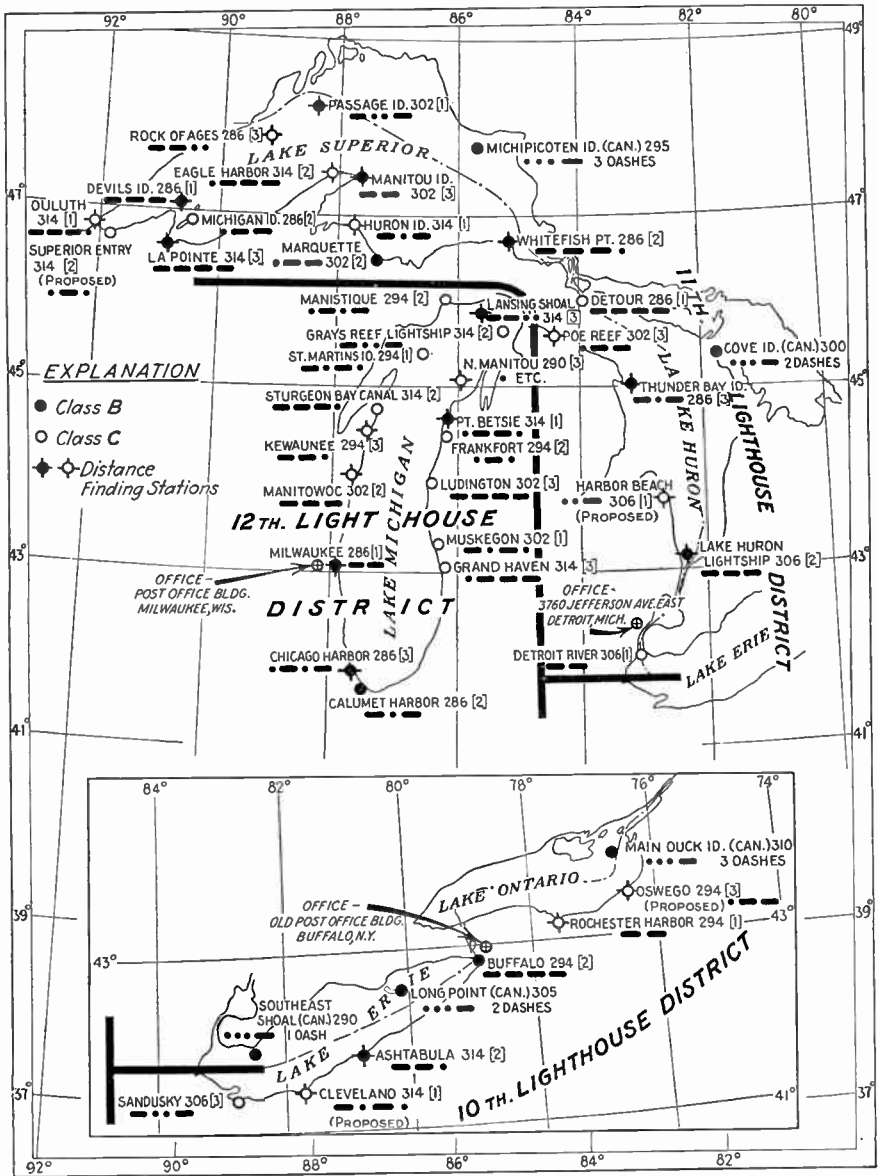 92° 90° 88° 86° 84° 82° 80°
49° 49°
PASSAGE ID. 302 [1]
ROCK OF AGES 286 [3]
LAKE SUPERIOR
MICHIPICOTEN ID. (CAN.) 295
3 DASHES
EAGLE HARBOR 314 [2]
MANITOU ID.
302 [3]
DEVILS ID. 286 [1]
47° 47°
OULUTH
314 [1]
MICHIGAN ID. 286 [2]
HURON ID. 314 [1]
SUPERIOR ENTRY
314 [2]
(PROPOSED)
LA POINTE 314 [3]
MARQUETTE
302 [2]
WHITEFISH PT. 286 [2]
11TH
LIGHTHOUSE
DISTRICT
MANISTIQUE 294 [2]
LANSING SHOAL
314 [3]
DETOUR 286 [1]
GRAYS REEF LIGHTSHIP 314 [2]
POE REEF 302 [3]
COVE ID. (CAN.) 300
2 DASHES
ST. MARTINS ID. 294 [1]
N. MANITOU 290 [3]
ETC.
45° 45°
EXPLANATION
Class B
Class C
Distance
Finding Stations
THUNDER BAY ID.
286 [3]
LAKE HURON
STURGEON BAY CANAL 314 [2]
PT. BETSIE 314 [1]
KEWAUNEE 294 [3]
FRANKFORT 294 [2]
MANITOWOC 302 [2]
LUDINGTON 302 [3]
HARBOR BEACH
306 [1]
(PROPOSED)
12TH. LIGHT HOUSE
DISTRICT
LAKE MICHIGAN
43° 43°
MUSKEGON 302 [1]
MILWAUKEE 286 [1]
GRAND HAVEN 314 [3]
LAKE HURON
LIGHTSHIP 306 [2]
OFFICE -
POST OFFICE BLDG.
MILWAUKEE, WIS.
OFFICE -
3760 JEFFERSON AVE. EAST
DETROIT, MICH.
CHICAGO HARBOR 286 [3]
DETROIT RIVER 306 [1]
LAKE ERIE
CALUMET HARBOR 286 [2]
41° 41°
84° 82° 80° 78° 76° 74°
MAIN DUCK ID. (CAN.) 310
3 DASHES
LAKE ONTARIO
OSWEGO 294 [3]
(PROPOSED)
39° 39°
43°
OFFICE -
OLD POST OFFICE BLDG.
BUFFALO, N.Y.
ROCHESTER HARBOR 294 [1]
43°
BUFFALO 294 [2]
LONG POINT (CAN.) 305
2 DASHES
SOUTHEAST
SHOAL (CAN.) 290
1 DASH
LAKE ERIE
10TH. LIGHTHOUSE DISTRICT
ASHTABULA 314 [2]
37° 37°
41°
SANDUSKY 306 [3]
CLEVELAND 314 [1]
(PROPOSED)
92° 90° 88° 86° 84° 82°